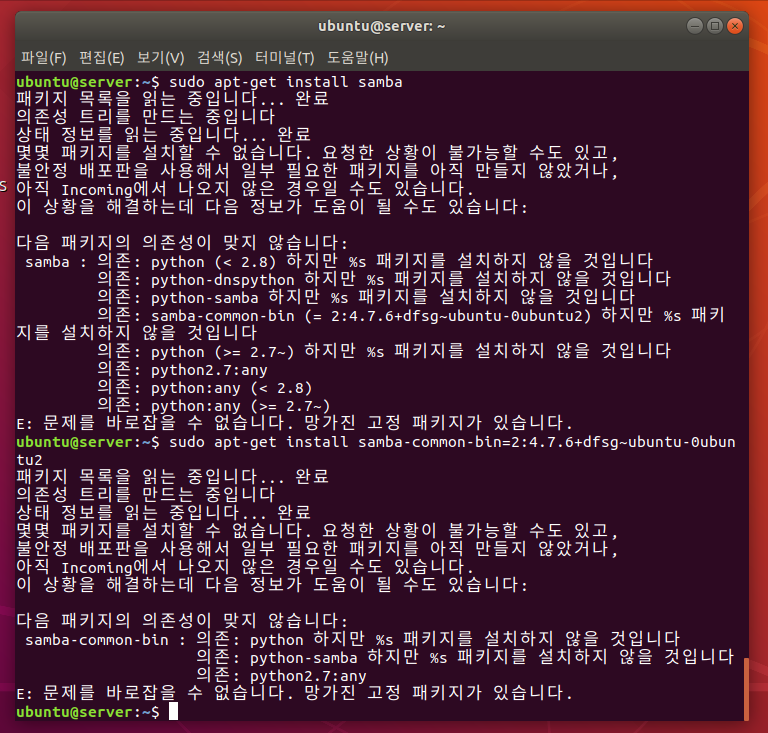 ubuntu@server: ~
파일(F) 편집(E) 보기(V) 검색(S) 터미널(T) 도움말(H)
ubuntu@server:~$ sudo apt-get install samba
패키지 목록을 읽는 중입니다... 완료
의존성 트리를 만드는 중입니다
상태 정보를 읽는 중입니다... 완료
몇몇 패키지를 설치할 수 없습니다. 요청한 상황이 불가능할 수도 있고,
불안정 배포판을 사용해서 일부 필요한 패키지를 아직 만들지 않았거나,
아직 Incoming에서 나오지 않은 경우일 수도 있습니다.
이 상황을 해결하는데 다음 정보가 도움이 될 수도 있습니다:
다음 패키지의 의존성이 맞지 않습니다:
samba : 의존: python (< 2.8) 하지만 %s 패키지를 설치하지 않을 것입니다
의존: python-dnspython 하지만 %s 패키지를 설치하지 않을 것입니다
의존: python-samba 하지만 %s 패키지를 설치하지 않을 것입니다
의존: samba-common-bin (= 2:4.7.6+dfsg~ubuntu-0ubuntu2) 하지만 %s 패키
지를 설치하지 않을 것입니다
의존: python (>= 2.7~) 하지만 %s 패키지를 설치하지 않을 것입니다
의존: python2.7:any
의존: python:any (< 2.8)
의존: python:any (>= 2.7~)
E: 문제를 바로잡을 수 없습니다. 망가진 고정 패키지가 있습니다.
ubuntu@server:~$ sudo apt-get install samba-common-bin=2:4.7.6+dfsg~ubuntu-0ubun
tu2
패키지 목록을 읽는 중입니다... 완료
의존성 트리를 만드는 중입니다
상태 정보를 읽는 중입니다... 완료
몇몇 패키지를 설치할 수 없습니다. 요청한 상황이 불가능할 수도 있고,
불안정 배포판을 사용해서 일부 필요한 패키지를 아직 만들지 않았거나,
아직 Incoming에서 나오지 않은 경우일 수도 있습니다.
이 상황을 해결하는데 다음 정보가 도움이 될 수도 있습니다:
다음 패키지의 의존성이 맞지 않습니다:
samba-common-bin : 의존: python 하지만 %s 패키지를 설치하지 않을 것입니다
의존: python-samba 하지만 %s 패키지를 설치하지 않을 것입니다
의존: python2.7:any
E: 문제를 바로잡을 수 없습니다. 망가진 고정 패키지가 있습니다.
ubuntu@server:~$